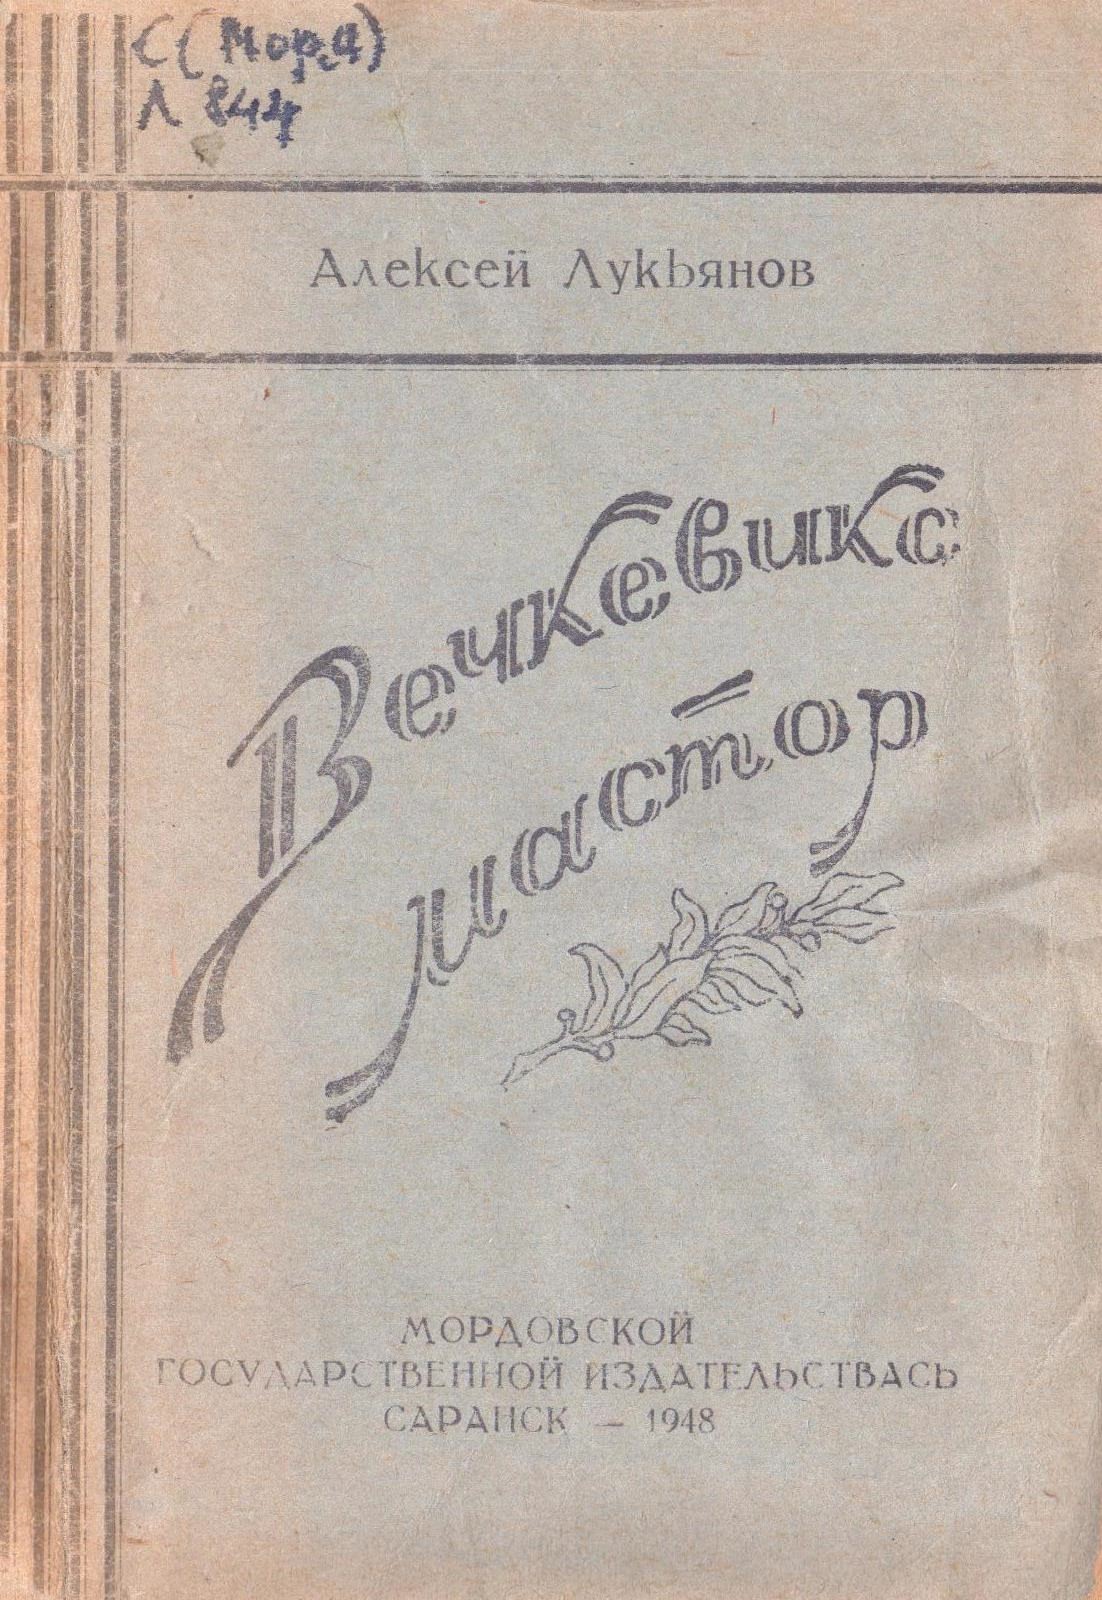 С(Морд)
Л 844
Алексей Лукьянов
Вечкевикс
мастор
МОРДОВСКОЙ
ГОСУДАРСТВЕННОЙ ИЗДАТЕЛЬСТВАСЬ
САРАНСК — 1948